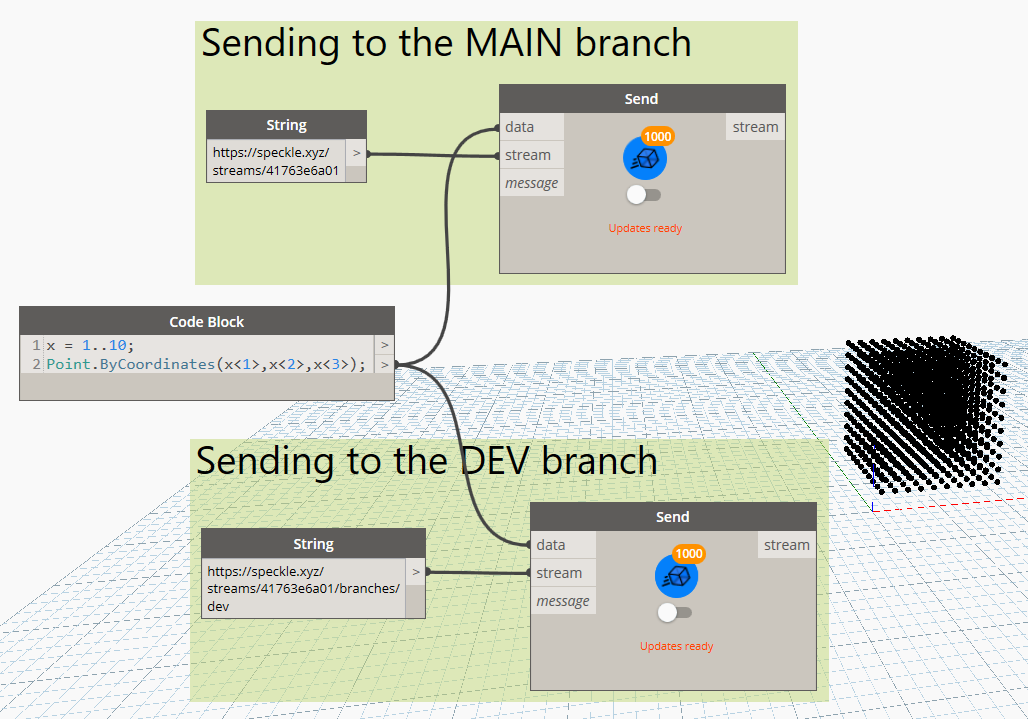 Sending to the MAIN branch
String
https://speckle.xyz/
streams/41763e6a01
>
Send
data
stream
message
1000
Updates ready
stream
Code Block
1 x = 1..10;
>
2 Point.ByCoordinates(x<1>,x<2>,x<3>);
>
Sending to the DEV branch
String
https://speckle.xyz/
streams/41763e6a01/branches/
dev
>
Send
data
stream
message
1000
Updates ready
stream